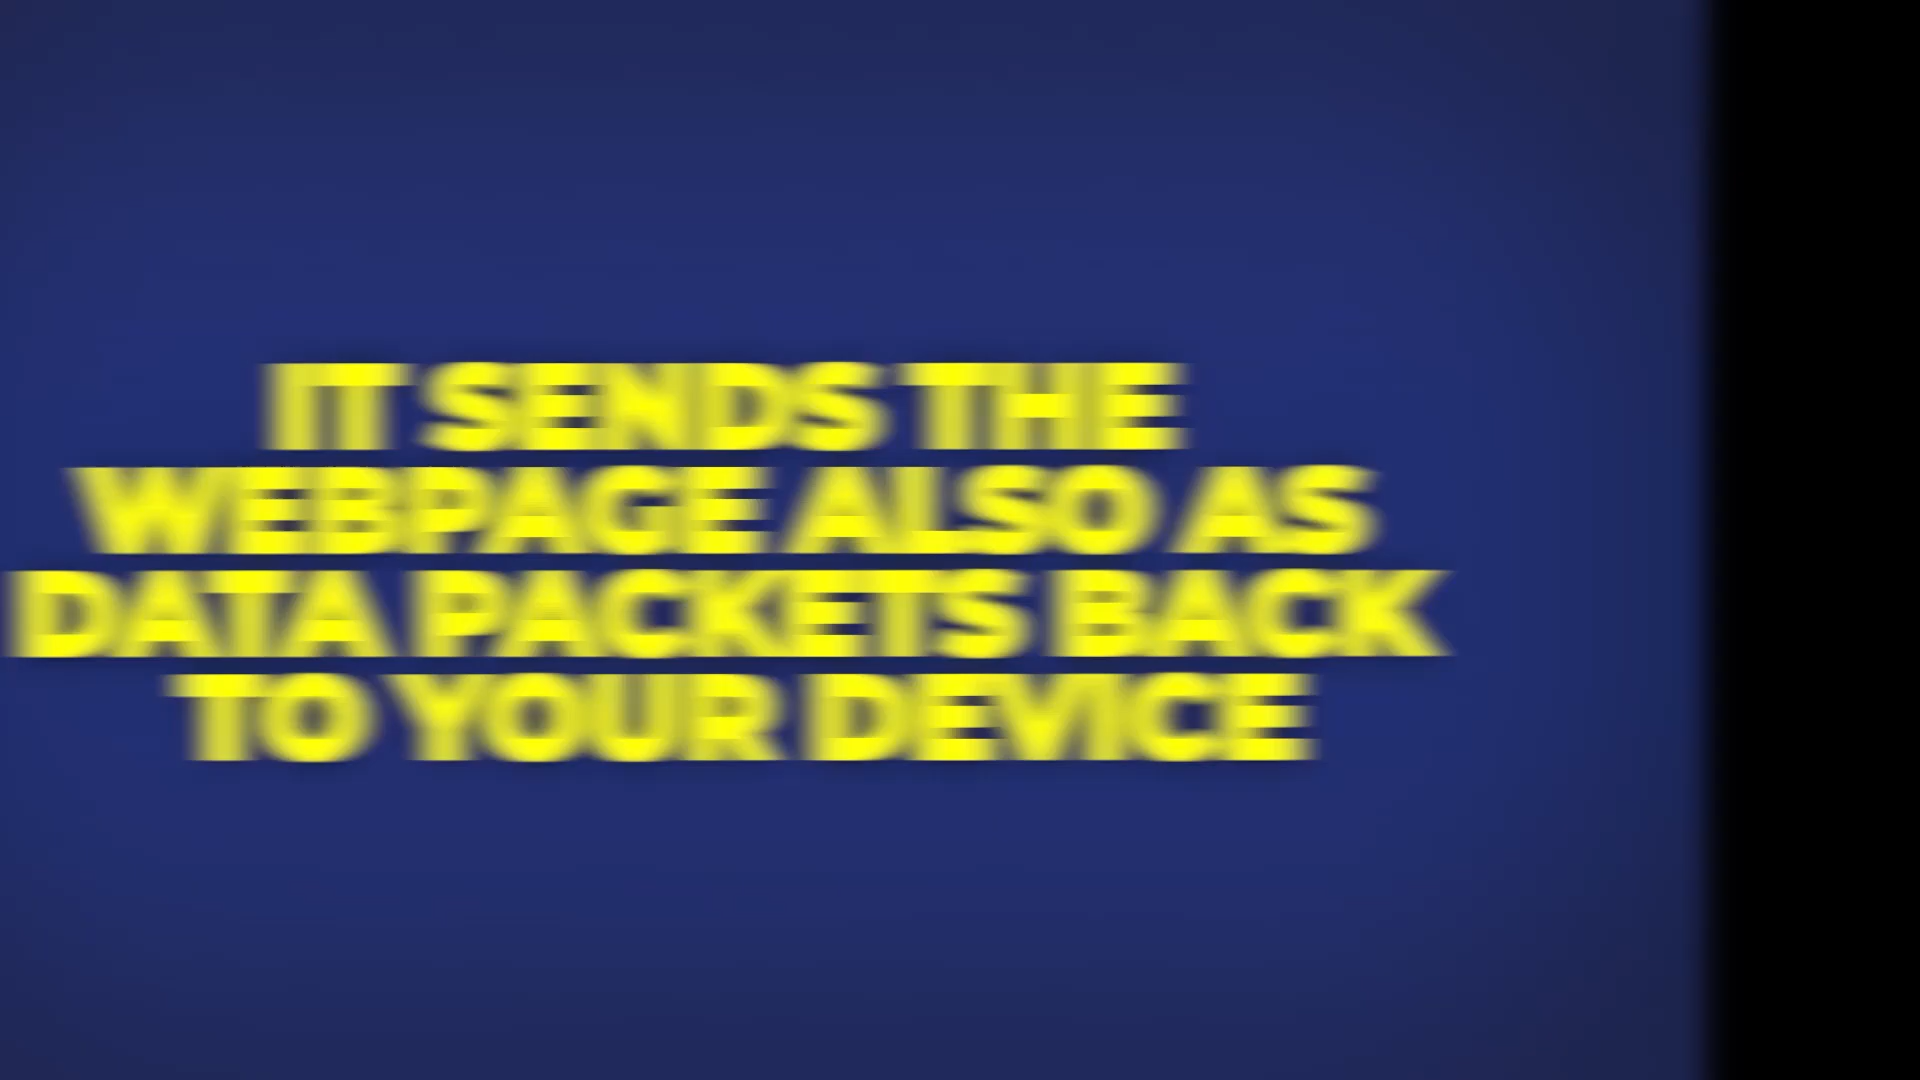 IT SENDS THE
WEBPAGE ALSO AS
DATA PACKETS BACK
TO YOUR DEVICE